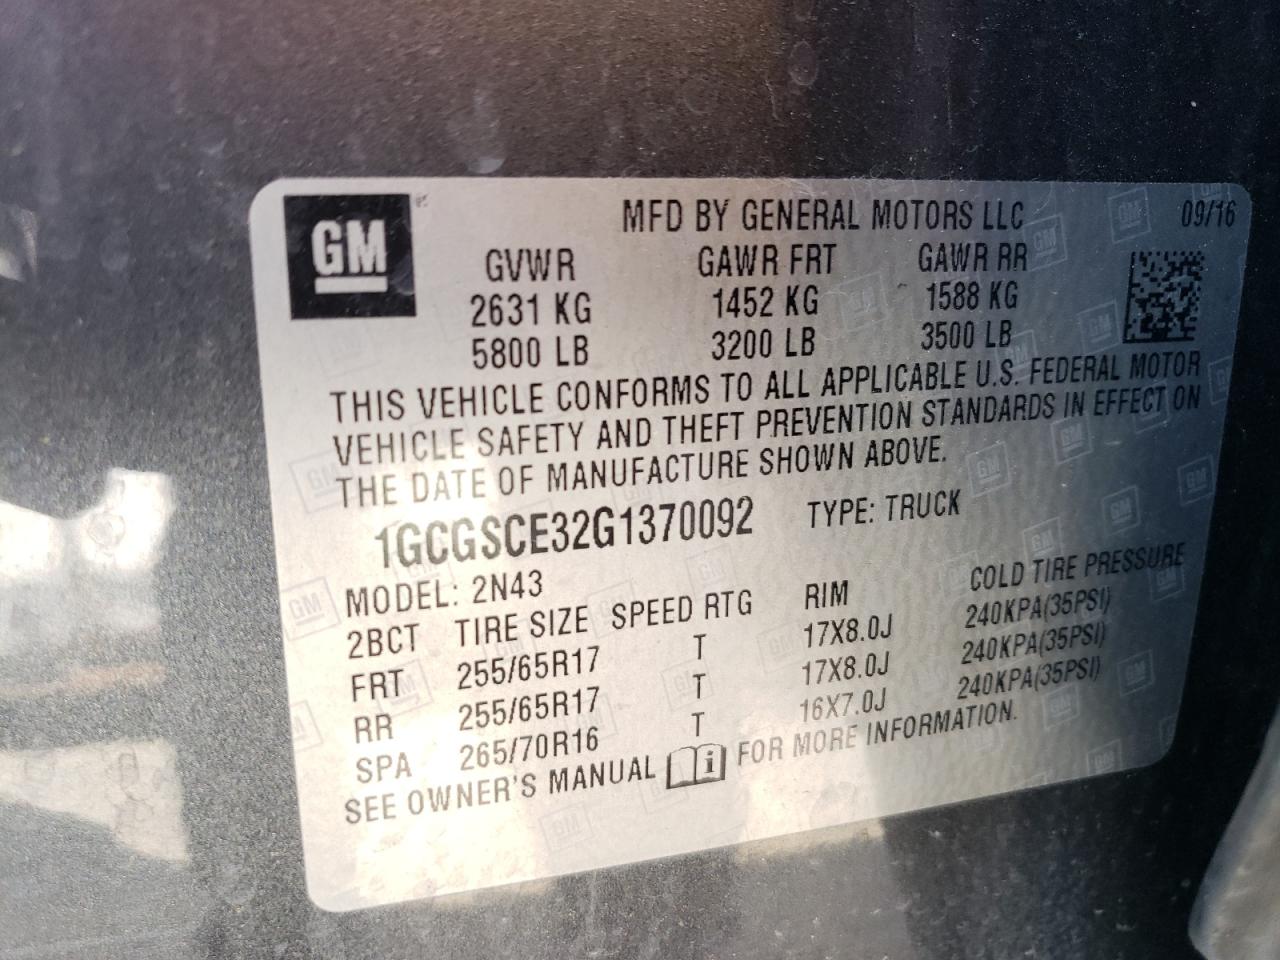 GM
MFD BY GENERAL MOTORS LLC 09/16
GVWR GAWR FRT GAWR RR
2631 KG 1452 KG 1588 KG
5800 LB 3200 LB 3500 LB
THIS VEHICLE CONFORMS TO ALL APPLICABLE U.S. FEDERAL MOTOR
VEHICLE SAFETY AND THEFT PREVENTION STANDARDS IN EFFECT ON
THE DATE OF MANUFACTURE SHOWN ABOVE.
1GCGSCE32G1370092 TYPE: TRUCK
MODEL: 2N43
2BCT TIRE SIZE SPEED RTG RIM COLD TIRE PRESSURE
FRT 255/65R17 T 17X8.0J 240KPA(35PSI)
RR 255/65R17 T 17X8.0J 240KPA(35PSI)
SPA 265/70R16 T 16X7.0J 240KPA(35PSI)
SEE OWNER'S MANUAL i FOR MORE INFORMATION.